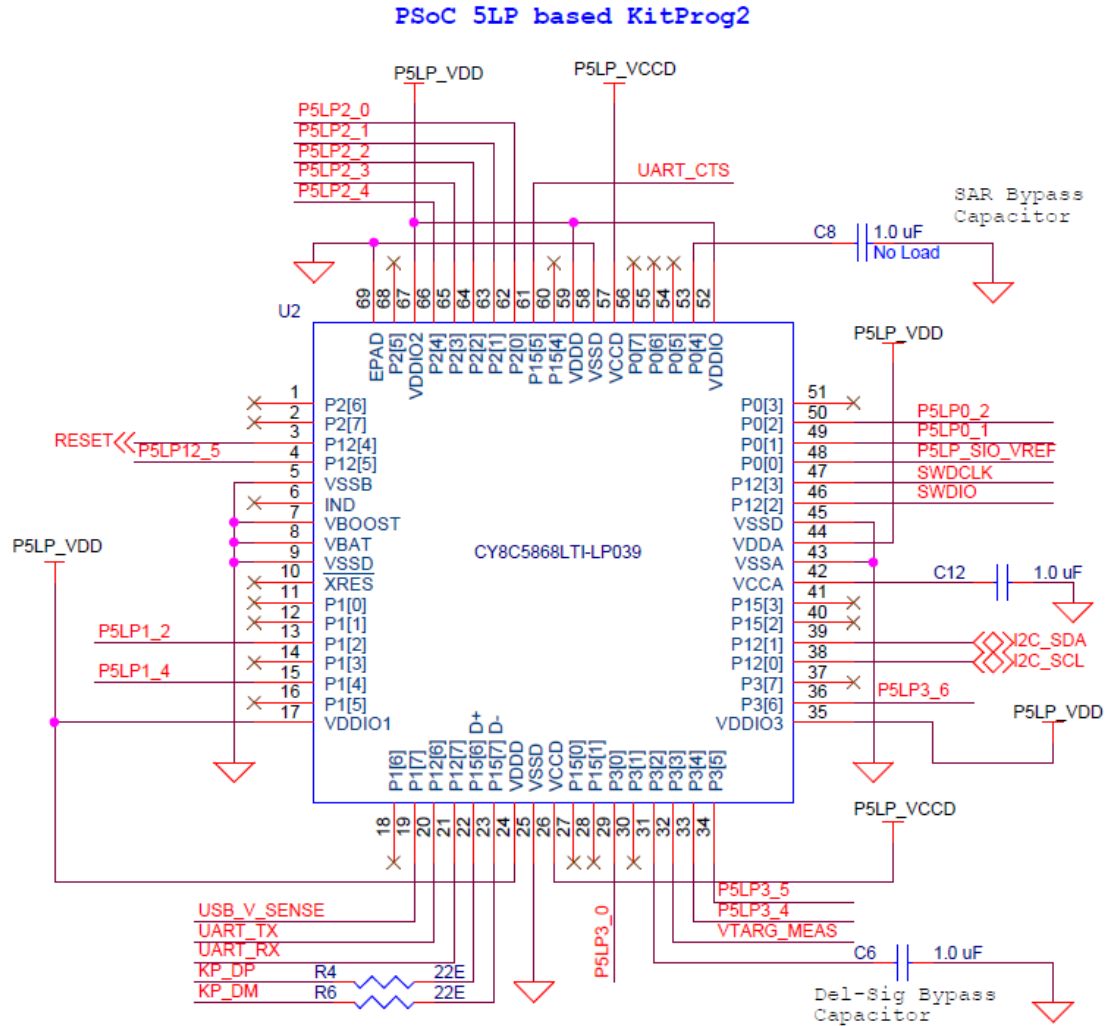 PSoC 5LP based KitProg2
P5LP_VDD
P5LP_VCCD
P5LP2_0
P5LP2_1
P5LP2_2
P5LP2_3
P5LP2_4
UART_CTS
SAR Bypass
Capacitor
C8 1.0 uF
No Load
69 68 67 66 65 64 63 62 61 60 59 58 57 56 55 54 53 52
U2
EPAD P2[5] VDDIO2 P2[4] P2[3] P2[2] P2[1] P2[0] P15[5] P15[4] VDDD VSSD VCCD P0[7] P0[6] P0[5] P0[4] VDDIO
P5LP_VDD
1 P2[6] P0[3] 51
2 P2[7] P0[2] 50 P5LP0_2
RESET 3 P12[4] P0[1] 49 P5LP0_1
P5LP12_5 4 P12[5] P0[0] 48 P5LP_SIO_VREF
5 VSSB P12[3] 47 SWDCLK
6 IND P12[2] 46 SWDIO
7 VBOOST VSSD 45
8 VBAT VDDA 44
P5LP_VDD
CY8C5868LTI-LP039
9 VSSD VSSA 43
10 XRES VCCA 42 C12 1.0 uF
11 P1[0] P15[3] 41
12 P1[1] P15[2] 40
P5LP1_2 13 P1[2] P12[1] 39 I2C_SDA
14 P1[3] P12[0] 38 I2C_SCL
P5LP1_4 15 P1[4] P3[7] 37
16 P1[5] P3[6] 36 P5LP3_6
17 VDDIO1 VDDIO3 35 P5LP_VDD
P1[6] P1[7] P12[6] P12[7] P15[6] D+ P15[7] D- VDDD VSSD VCCD P15[0] P15[1] P3[0] P3[1] P3[2] P3[3] P3[4] P3[5]
18 19 20 21 22 23 24 25 26 27 28 29 30 31 32 33 34
P5LP_VCCD
P5LP3_5
USB_V_SENSE
P5LP3_4
UART_TX
VTARG_MEAS
UART_RX
P5LP3_0
KP_DP R4 22E
KP_DM R6 22E
C6 1.0 uF
Del-Sig Bypass
Capacitor